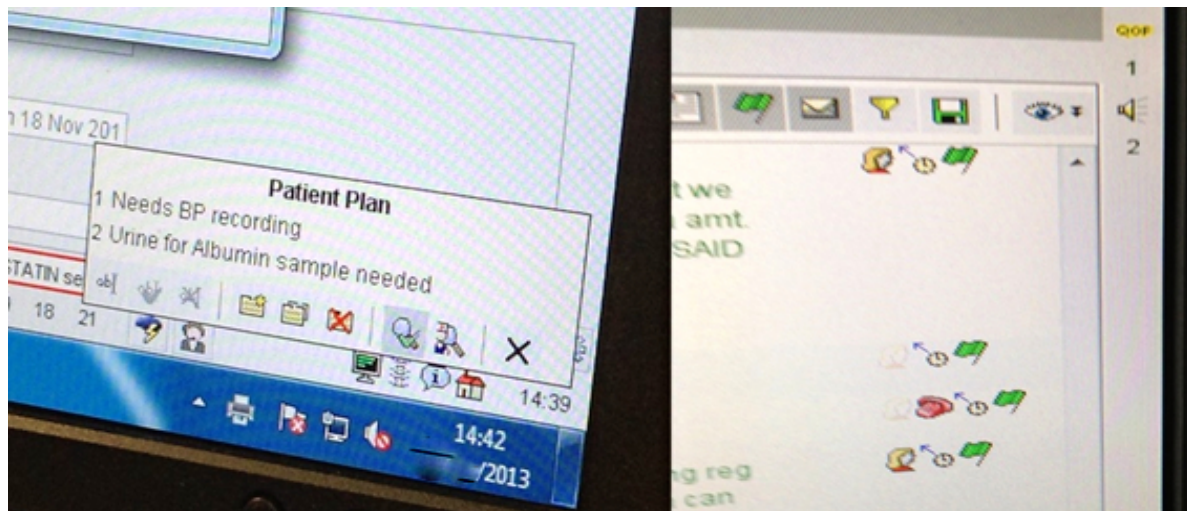 18 Nov 201
Patient Plan
1 Needs BP recording
2 Urine for Albumin sample needed
STATIN se
abl
18 21
14:39
14:42
/2013
QOF
1
2
t we
amt.
SAID
ng reg
can